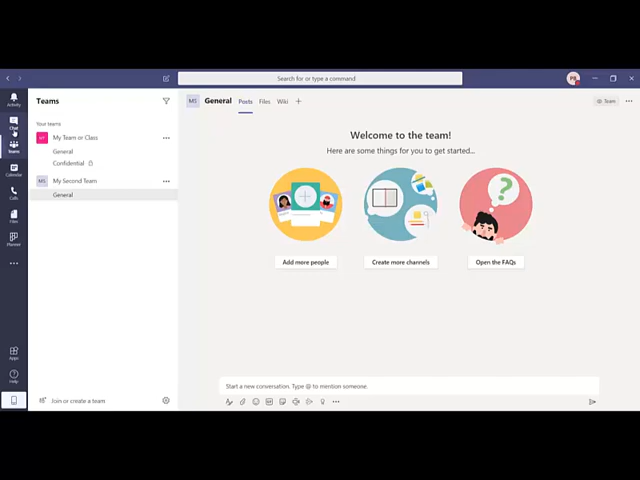 Search for or type a command
PB
Activity
Chat
Teams
Calendar
Calls
Files
Planner
Apps
Help
Teams
Your teams
MT My Team or Class
General
Confidential
MS My Second Team
General
Join or create a team
MS General Posts Files Wiki
Team
Welcome to the team!
Here are some things for you to get started...
Add more people
Create more channels
Open the FAQs
Start a new conversation. Type @ to mention someone.